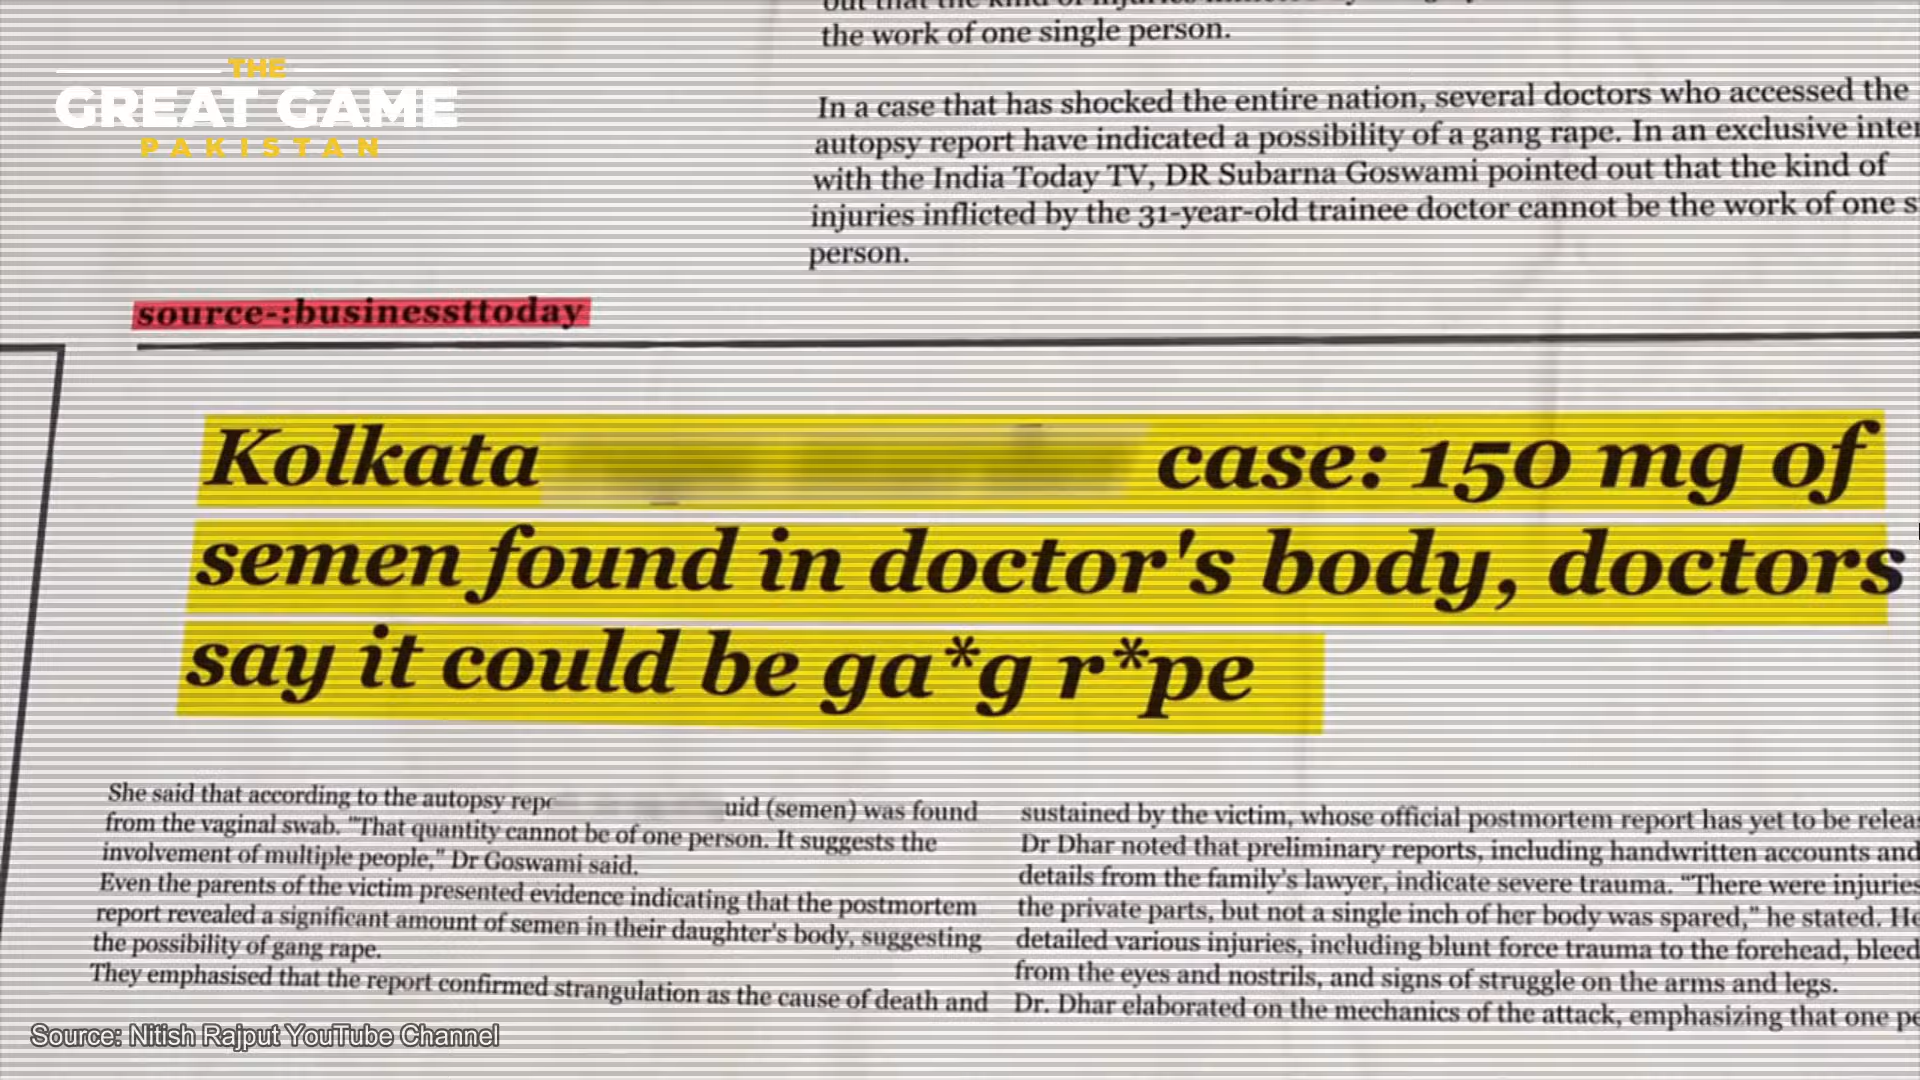 THE
GREAT GAME
PAKISTAN
the work of one single person.
In a case that has shocked the entire nation, several doctors who accessed the
autopsy report have indicated a possibility of a gang rape. In an exclusive inter
with the India Today TV, DR Subarna Goswami pointed out that the kind of
injuries inflicted by the 31-year-old trainee doctor cannot be the work of one s
person.
source-:businessttoday
Kolkata case: 150 mg of
semen found in doctor's body, doctors
say it could be ga*g r*pe
She said that according to the autopsy repo uid (semen) was found
from the vaginal swab. "That quantity cannot be of one person. It suggests the
involvement of multiple people," Dr Goswami said.
Even the parents of the victim presented evidence indicating that the postmortem
report revealed a significant amount of semen in their daughter's body, suggesting
the possibility of gang rape.
They emphasised that the report confirmed strangulation as the cause of death and
sustained by the victim, whose official postmortem report has yet to be releas
Dr Dhar noted that preliminary reports, including handwritten accounts and
details from the family's lawyer, indicate severe trauma. “There were injuries
the private parts, but not a single inch of her body was spared,” he stated. He
detailed various injuries, including blunt force trauma to the forehead, bleed
from the eyes and nostrils, and signs of struggle on the arms and legs.
Dr. Dhar elaborated on the mechanics of the attack, emphasizing that one pe
Source: Nitish Rajput YouTube Channel